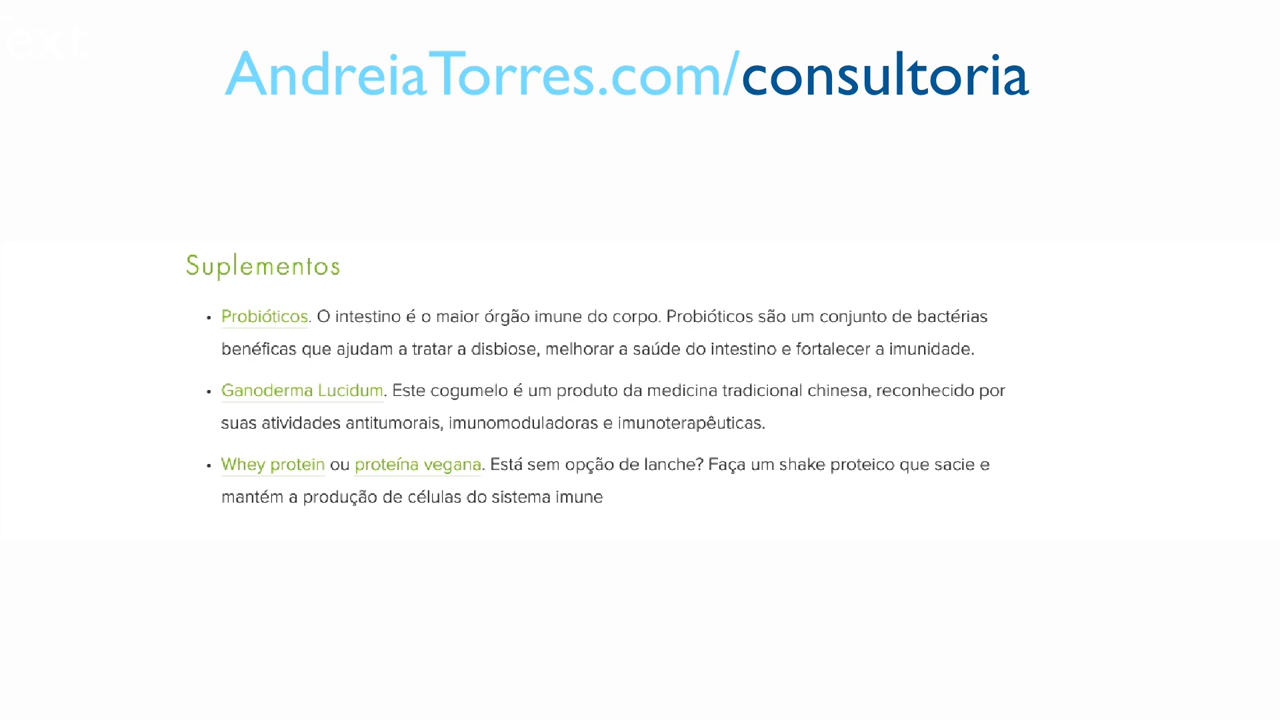 ext
AndreiaTorres.com/consultoria
Suplementos
• Probióticos. O intestino é o maior órgão imune do corpo. Probióticos são um conjunto de bactérias
benéficas que ajudam a tratar a disbiose, melhorar a saúde do intestino e fortalecer a imunidade.
• Ganoderma Lucidum. Este cogumelo é um produto da medicina tradicional chinesa, reconhecido por
suas atividades antitumorais, imunomoduladoras e imunoterapêuticas.
• Whey protein ou proteína vegana. Está sem opção de lanche? Faça um shake proteico que sacie e
mantém a produção de células do sistema imune